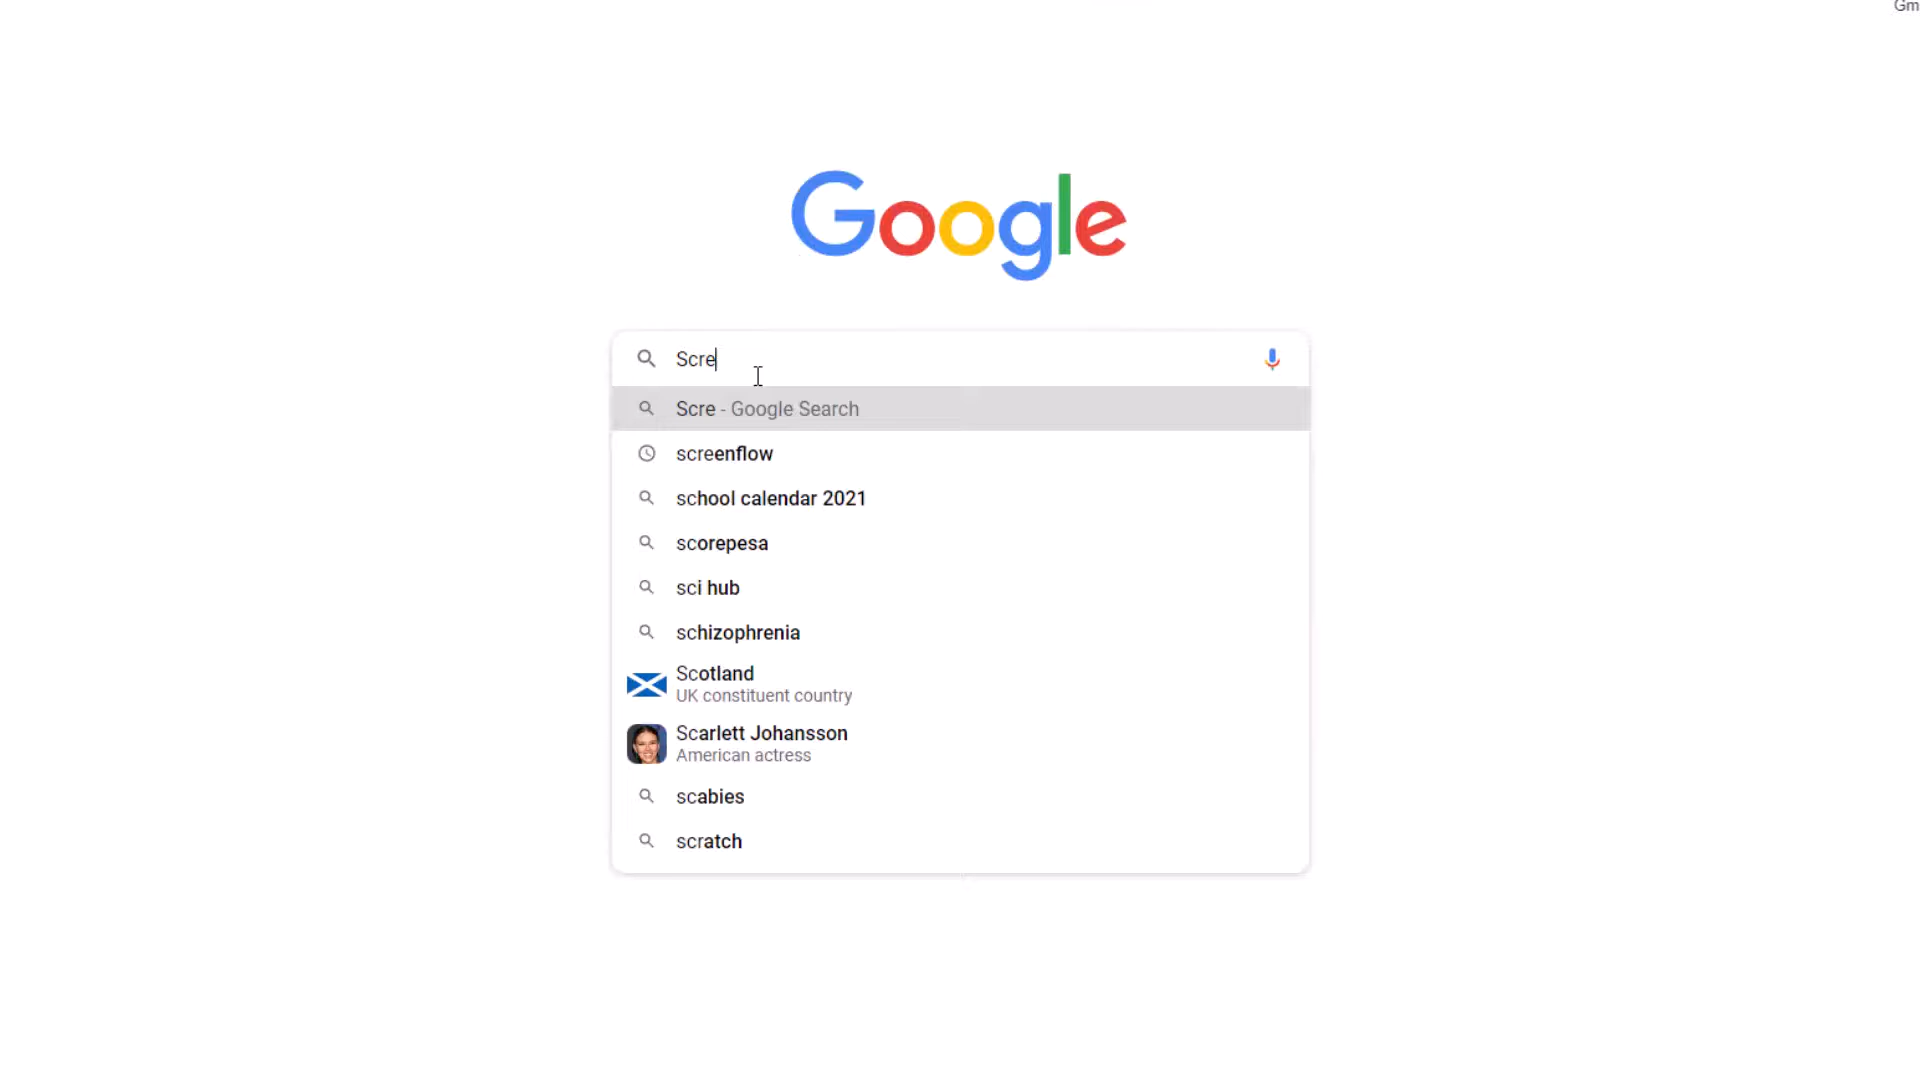 Gm
Google
Scre
Scre - Google Search
screenflow
school calendar 2021
scorepesa
sci hub
schizophrenia
Scotland
UK constituent country
Scarlett Johansson
American actress
scabies
scratch